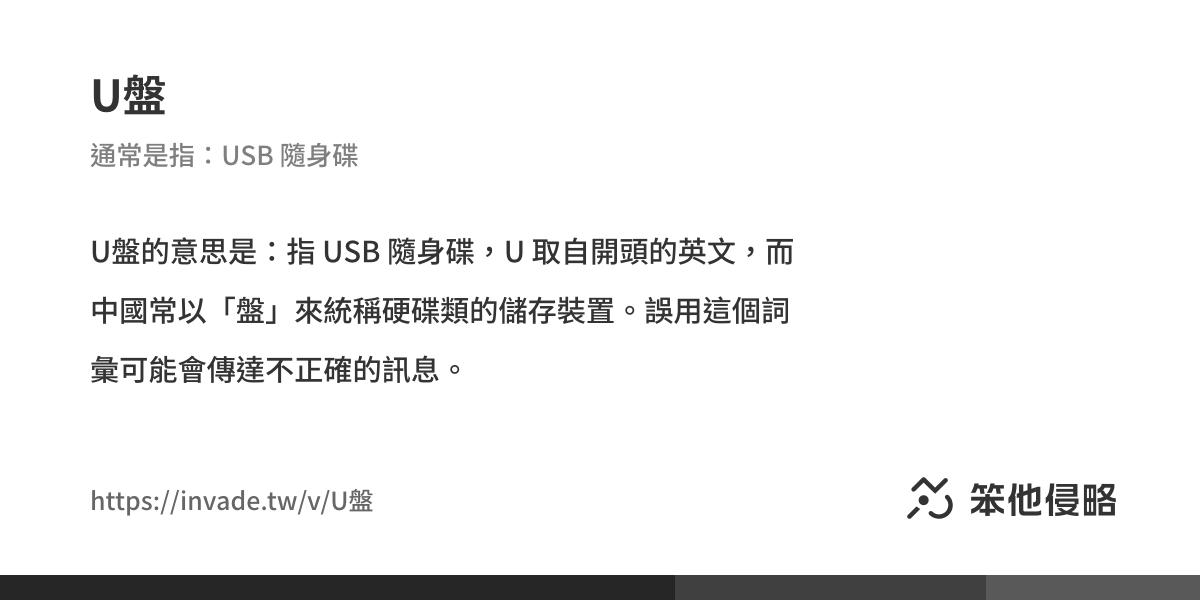 U盤
通常是指：USB 隨身碟
U盤的意思是：指 USB 隨身碟，U 取自開頭的英文，而
中國常以「盤」來統稱硬碟類的儲存裝置。誤用這個詞
彙可能會傳達不正確的訊息。
https://invade.tw/v/U盤
笨他侵略